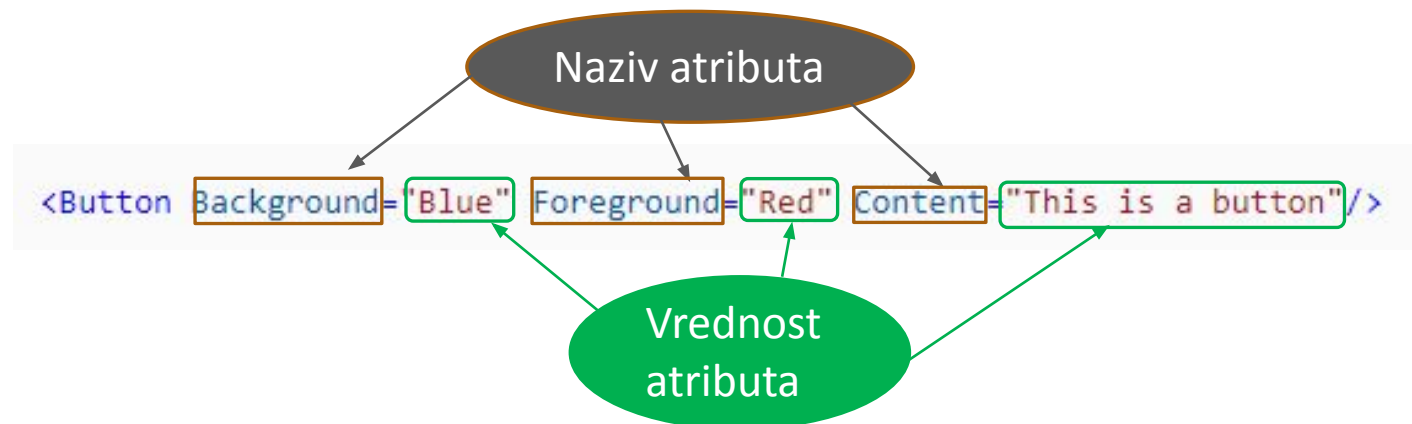 Naziv atributa
<Button Background="Blue" Foreground="Red" Content="This is a button"/>
Vrednost
atributa